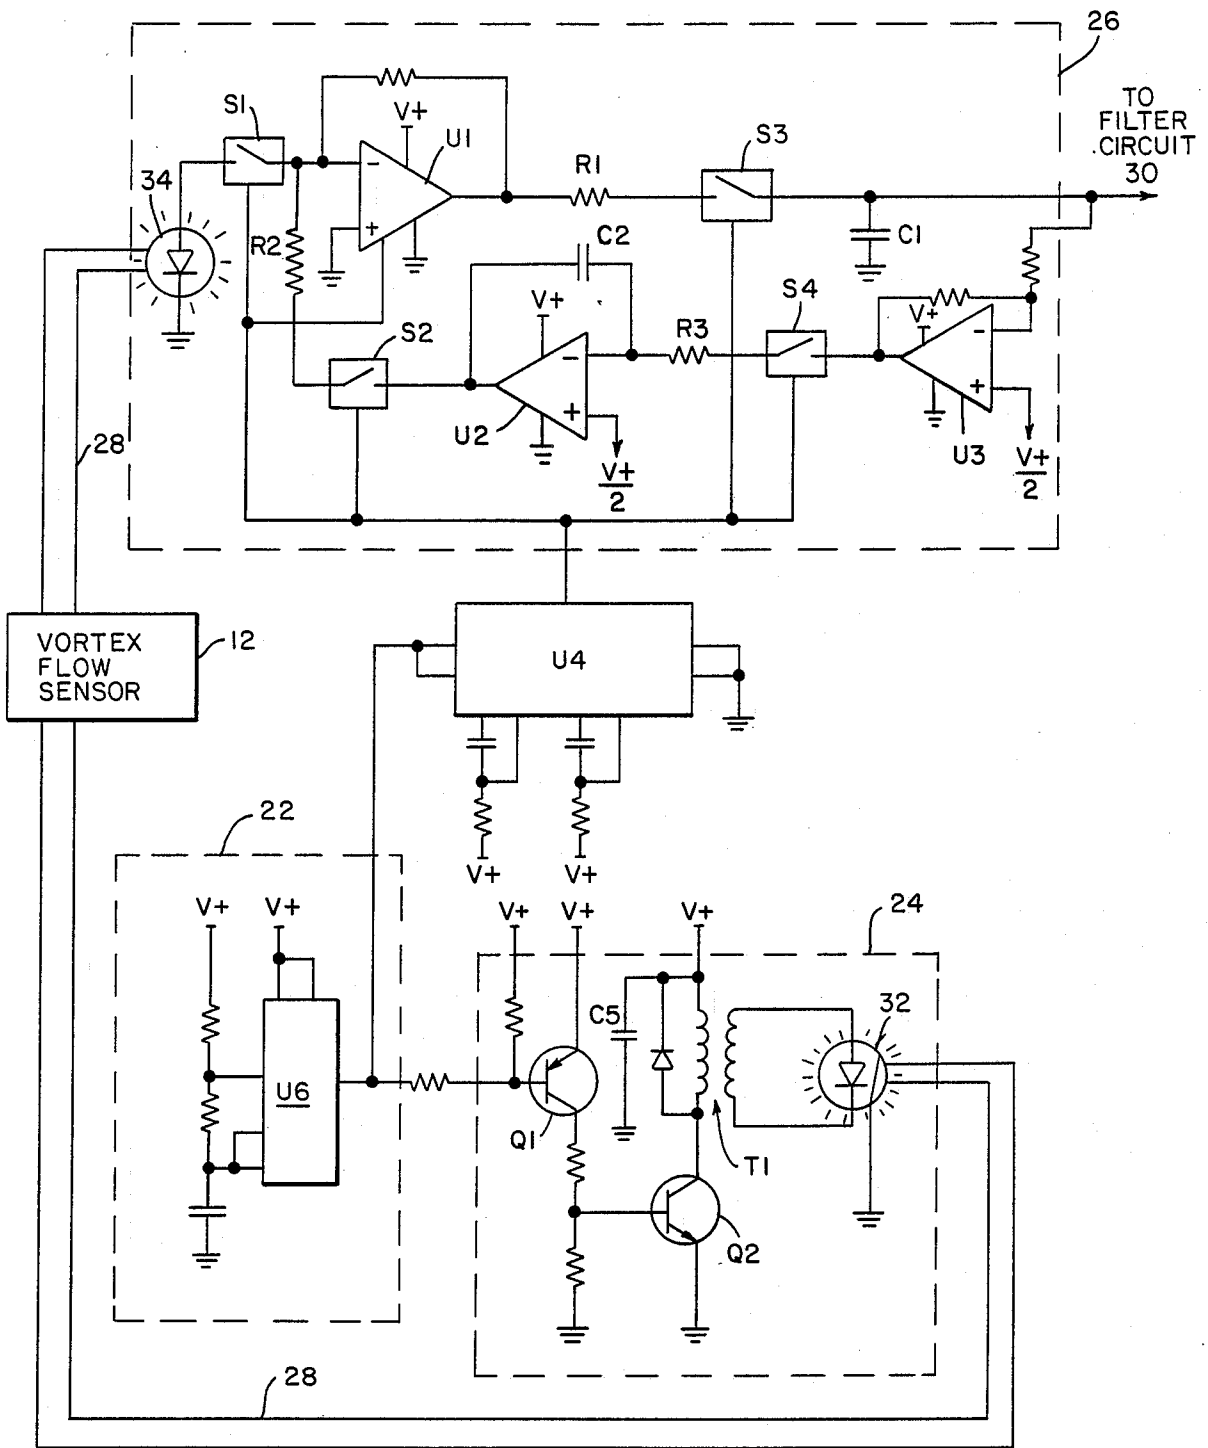 26
TO
FILTER
CIRCUIT
30
S1
V+
U1
S3
R1
34
R2
C2
C1
S4
V+
V+
R3
S2
U2
U3
V+
2
V+
2
28
VORTEX
FLOW
SENSOR
12
U4
V+
V+
22
V+
V+
V+
V+
V+
24
C5
32
U6
Q1
T1
Q2
28